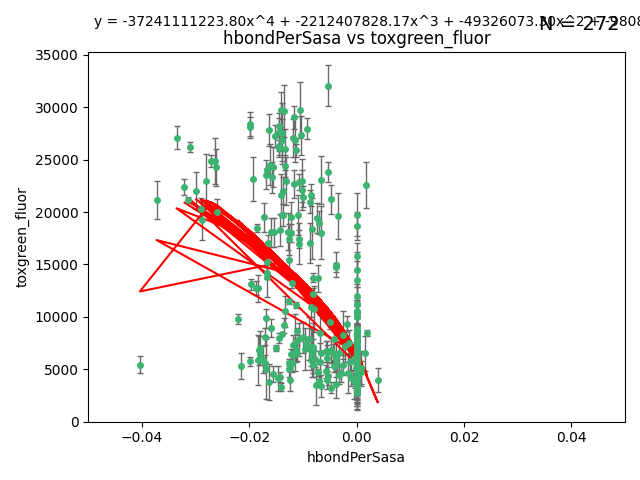 y = -37241111223.80x^4 + -2212407828.17x^3 + -49326073. x^2 +
N = 272
hbondPerSasa vs toxgreen_fluor
35000
30000
25000
20000
15000
10000
5000
0
toxgreen_fluor
−0.04
−0.02
0.00
0.02
0.04
hbondPerSasa